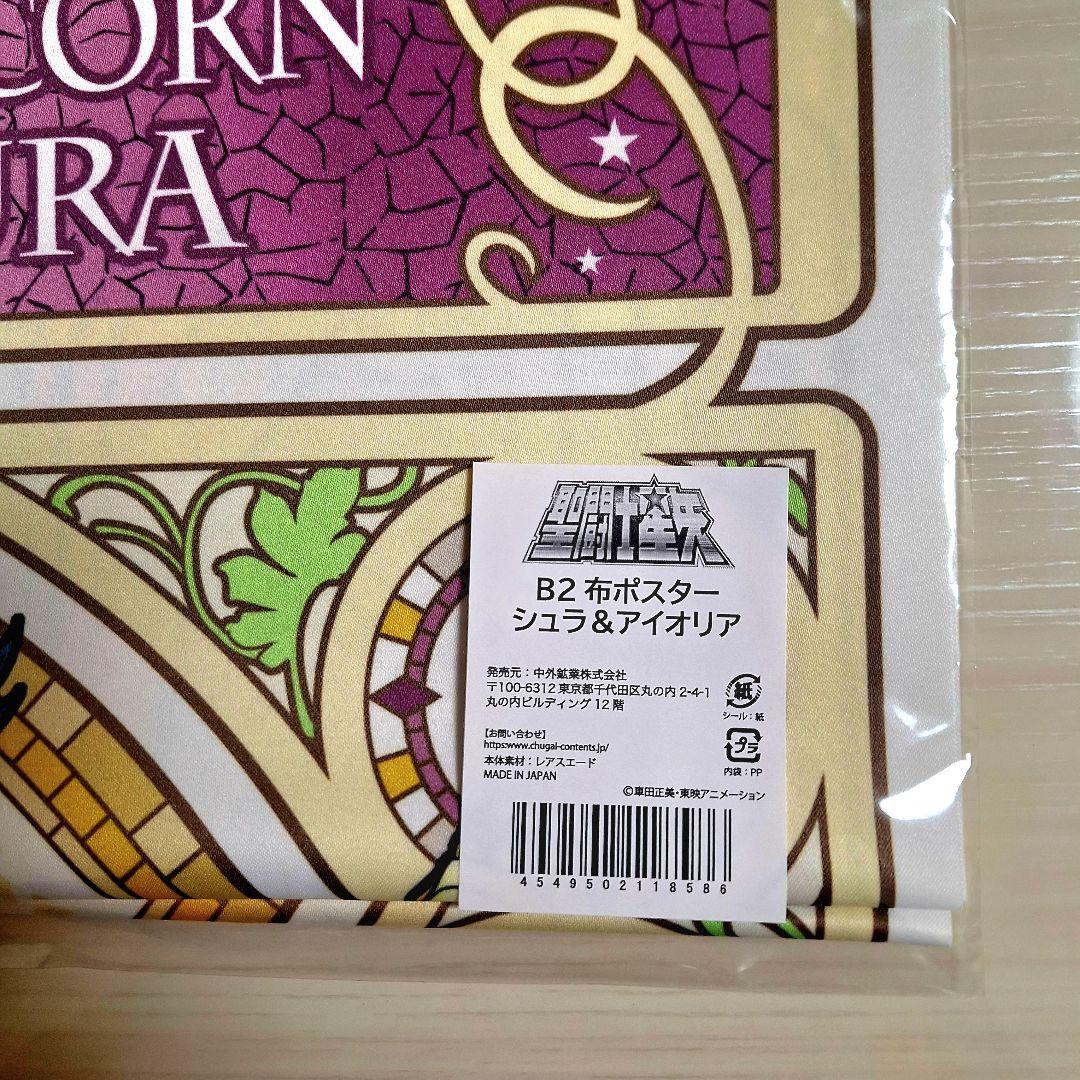 CORN
URA
聖闘士星矢
B2 布ポスター
シュラ&アイオリア
発売元:中外鉱業株式会社
〒100-6312 東京都千代田区丸の内 2-4-1
丸の内ビルディング 12 階
【お問い合わせ】
https:www.chugai-contents.jp/
本体素材:レアスエード
MADE IN JAPAN
紙
シール:紙
プラ
内袋:PP
©車田正美・東映アニメーション
4549502118586